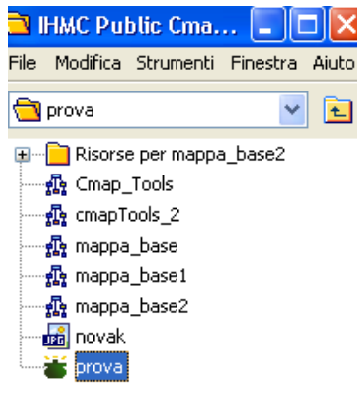 IHMC Public Cma...
File Modifica Strumenti Finestra Aiuto
prova
Risorse per mappa_base2
Cmap_Tools
cmapTools_2
mappa_base
mappa_base1
mappa_base2
JPG novak
prova